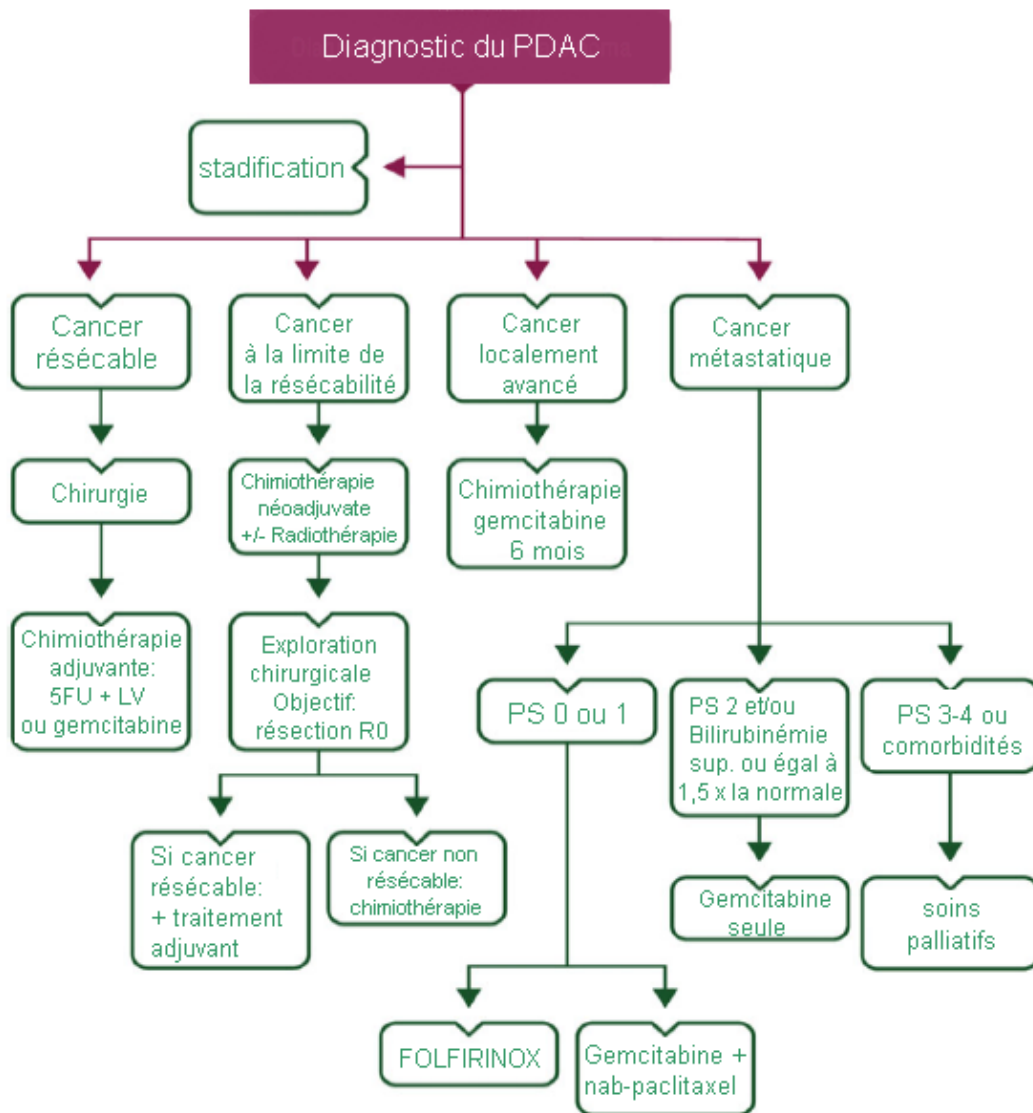 Diagnostic du PDAC
stadification
Cancer
résécable
Cancer
à la limite de
la résécabilité
Cancer
localement
avancé
Cancer
métastatique
Chirurgie
Chimiothérapie
néoadjuvate
+/- Radiothérapie
Chimiothérapie
gemcitabine
6 mois
Chimiothérapie
adjuvante:
5FU + LV
ou gemcitabine
Exploration
chirurgicale
Objectif:
résection R0
PS 0 ou 1
PS 2 et/ou
Bilirubinémie
sup. ou égal à
1,5 x la normale
PS 3-4 ou
comorbidités
Si cancer
résécable:
+ traitement
adjuvant
Si cancer non
résécable:
chimiothérapie
Gemcitabine
seule
soins
palliatifs
FOLFIRINOX
Gemcitabine +
nab-paclitaxel